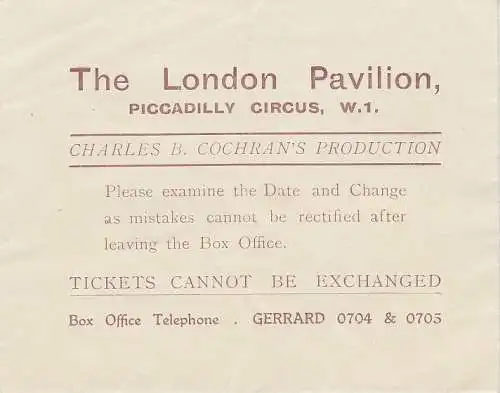 The London Pavilion,
PICCADILLY CIRCUS, W.1.
CHARLES B. COCHRAN'S PRODUCTION
Please examine the Date and Change
as mistakes cannot be rectified after
leaving the Box Office.
TICKETS CANNOT BE EXCHANGED
Box Office Telephone . GERRARD 0704 & 0705